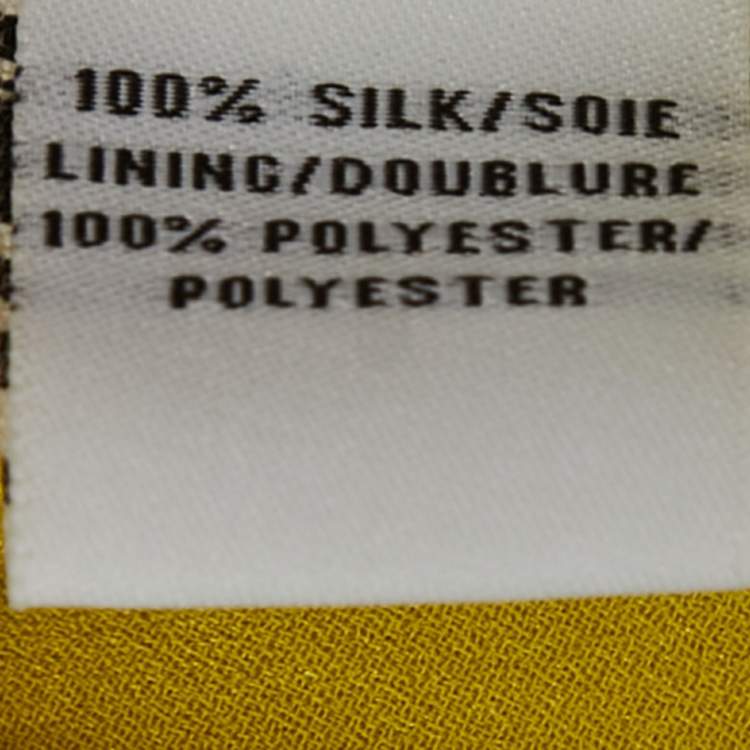 100% SILK/SOIE
LINING/DOUBLURE
100% POLYESTER/
POLYESTER